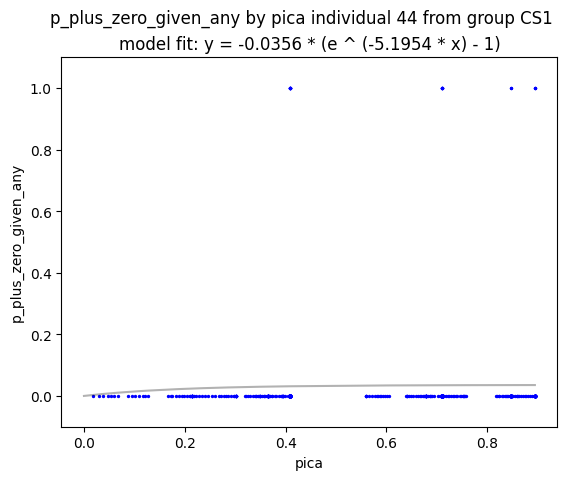 p_plus_zero_given_any by pica individual 44 from group CS1
model fit: y = -0.0356 * (e ^ (-5.1954 * x) - 1)
1.0
0.8
0.6
0.4
0.2
0.0
p_plus_zero_given_any
0.0 0.2 0.4 0.6 0.8
pica